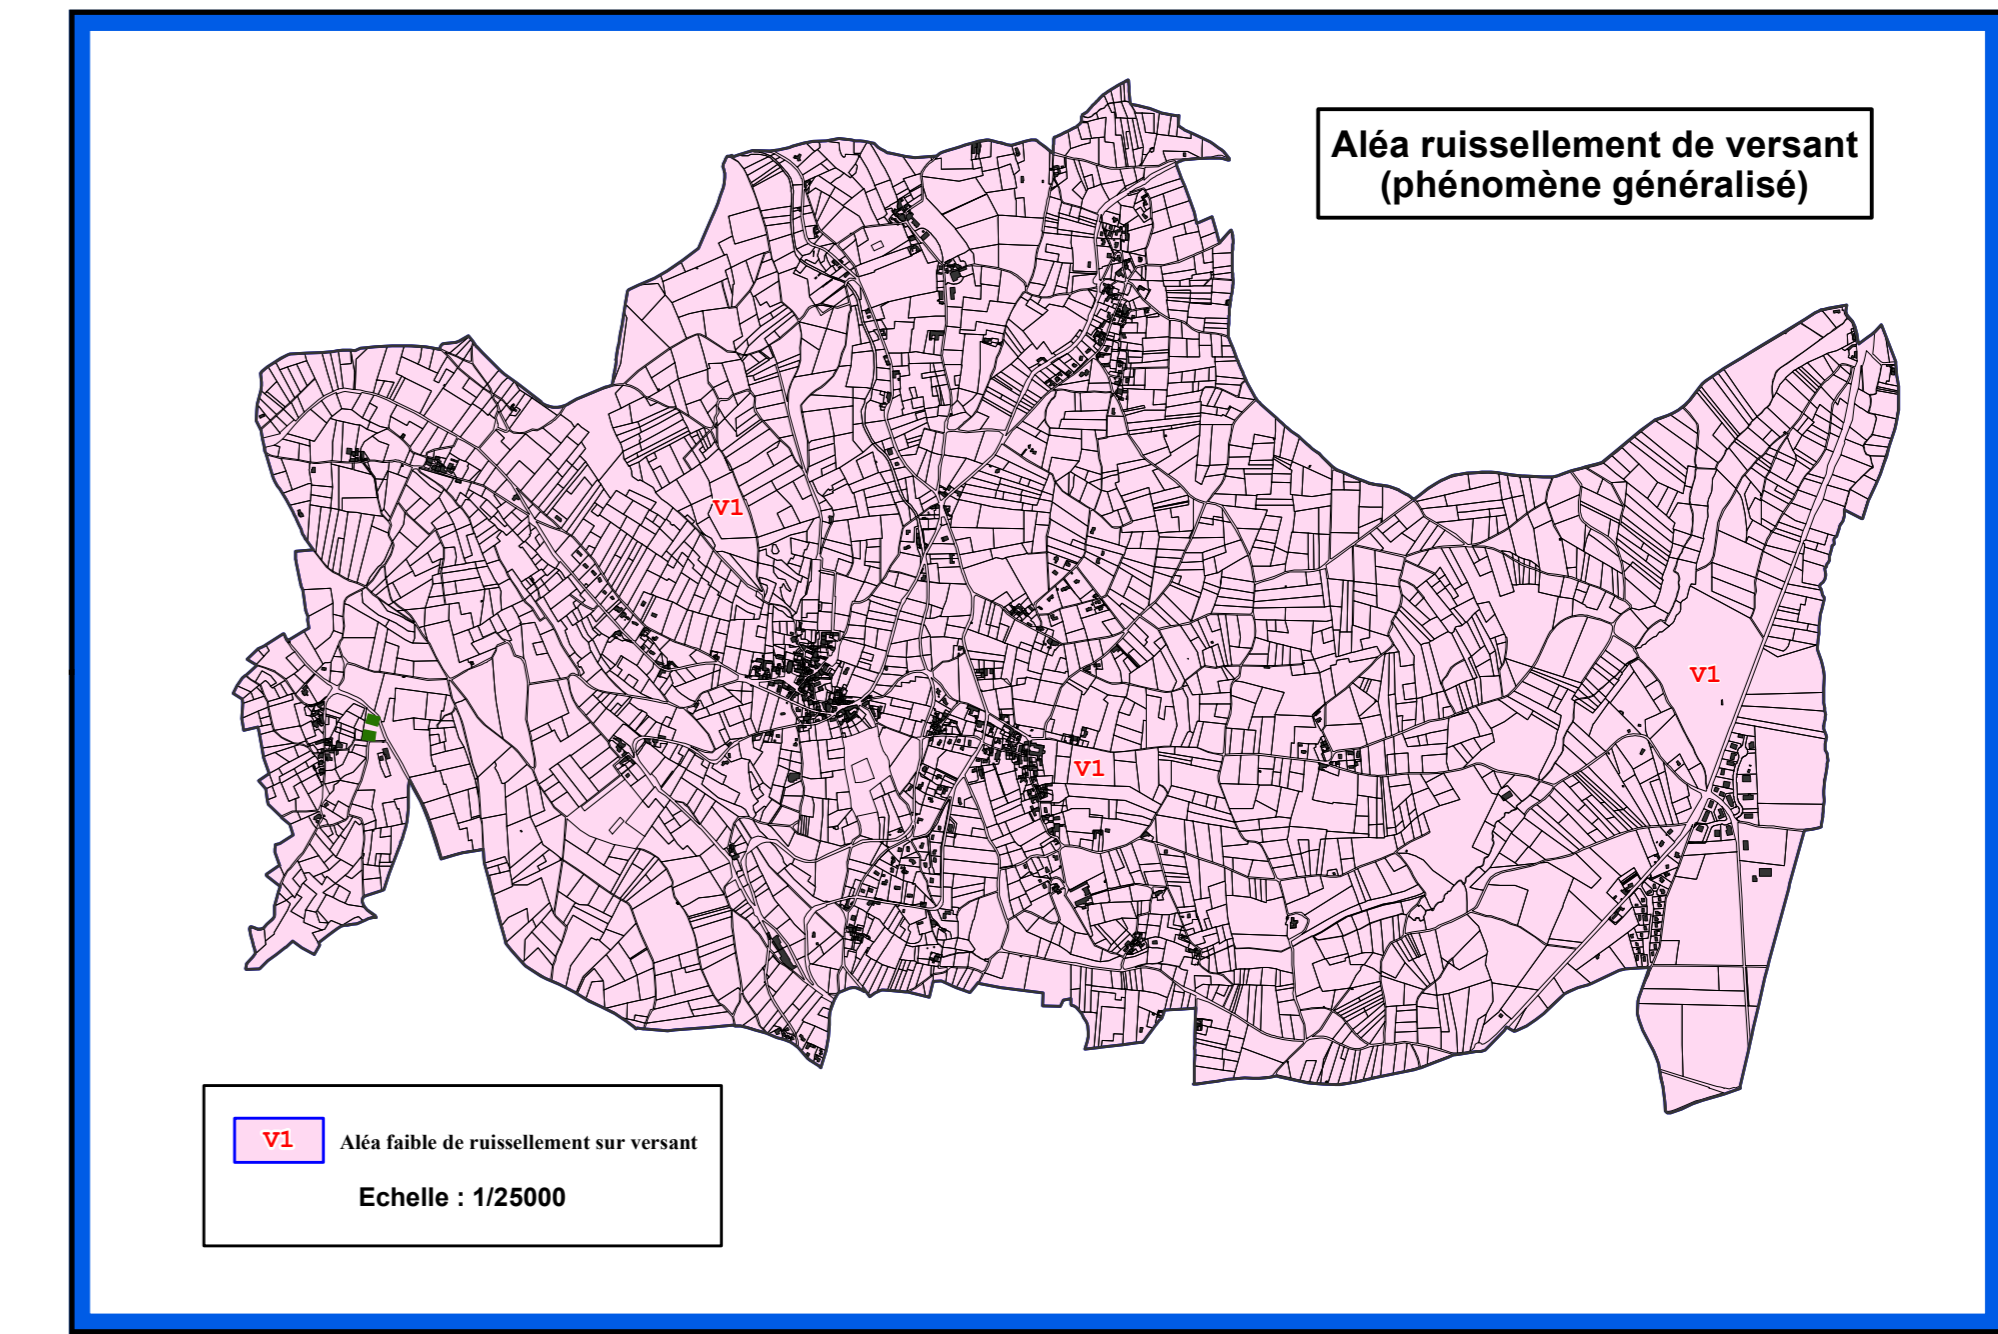 Aléa ruissellement de versant
(phénomène généralisé)
V1
V1
V1
V1 Aléa faible de ruissellement sur versant
Echelle : 1/25000